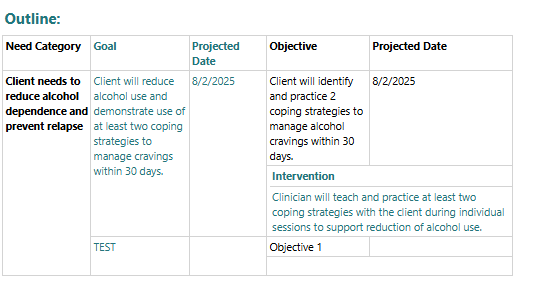 Outline:
Need Category Goal Projected Date Objective Projected Date
Client needs to
reduce alcohol
dependence and
prevent relapse
Client will reduce
alcohol use and
demonstrate use of
at least two coping
strategies to
manage cravings
within 30 days.
8/2/2025
Client will identify
and practice 2
coping strategies to
manage alcohol
cravings within 30
days.
8/2/2025
Intervention
Clinician will teach and practice at least two
coping strategies with the client during individual
sessions to support reduction of alcohol use.
TEST
Objective 1